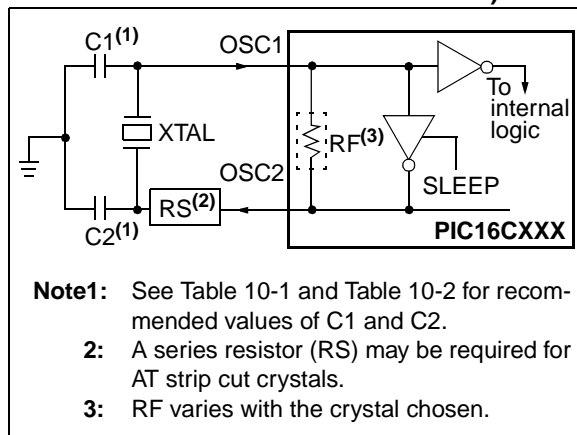 C1(1)
OSC1
To
internal
logic
XTAL
RF(3)
OSC2
SLEEP
RS(2)
C2(1)
PIC16CXXX
Note1: See Table 10-1 and Table 10-2 for recom-
mended values of C1 and C2.
2: A series resistor (RS) may be required for
AT strip cut crystals.
3: RF varies with the crystal chosen.